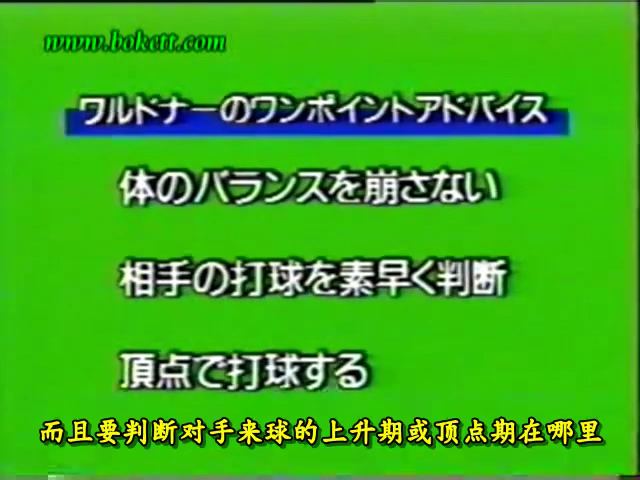 www.bokett.com
ワルドナーのワンポイントアドバイス
体のバランスを崩さない
相手の打球を素早く判断
頂点で打球する
而且要判断对手来球的上升期或顶点期在哪里